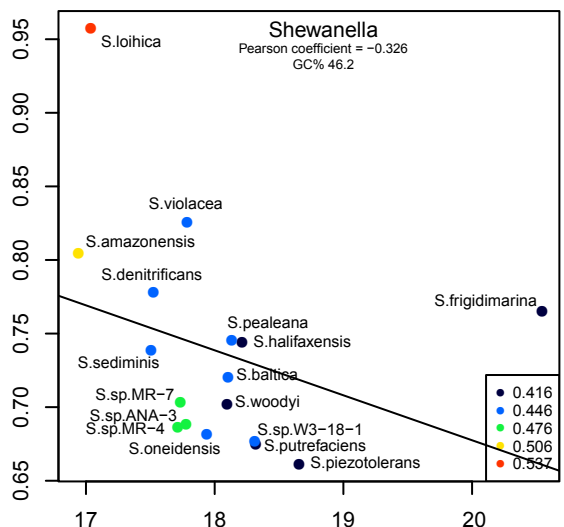 Shewanella
Pearson coefficient = −0.326
GC% 46.2
0.95
0.90
0.85
0.80
0.75
0.70
0.65
S.loihica
S.violacea
S.amazonensis
S.denitrificans
S.frigidimarina
S.pealeana
S.halifaxensis
S.sediminis
S.baltica
S.sp.MR−7
S.woodyi
S.sp.ANA−3
S.sp.MR−4
S.sp.W3−18−1
S.oneidensis
S.putrefaciens
S.piezotolerans
0.416
0.446
0.476
0.506
0.537
17
18
19
20